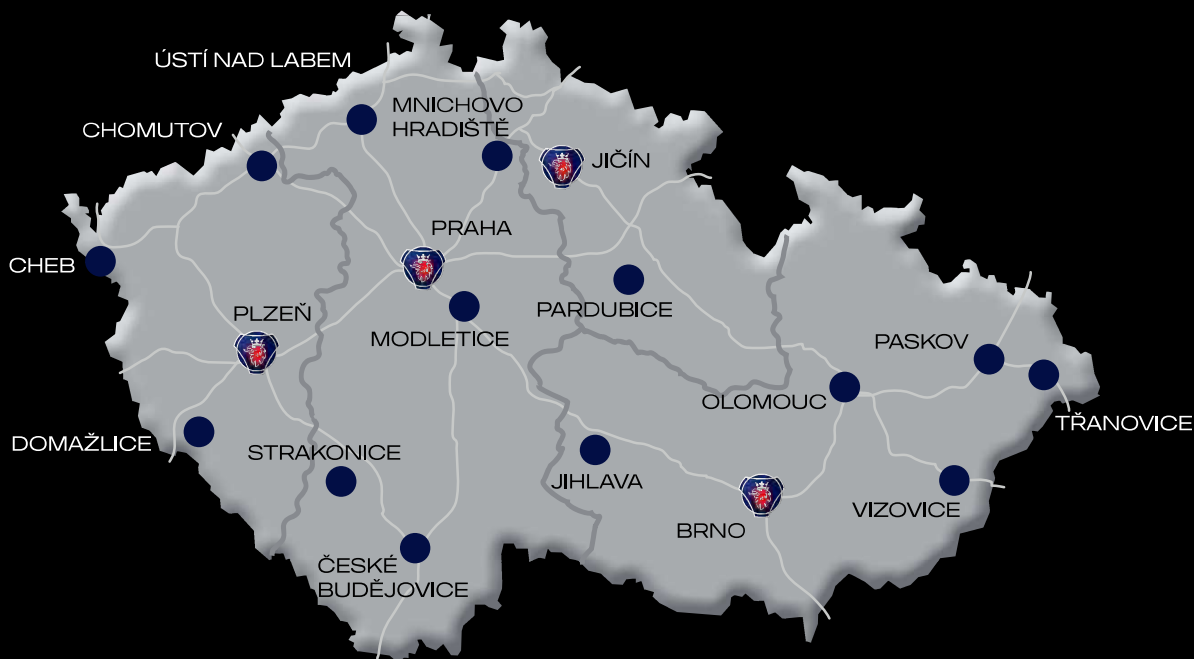 ÚSTÍ NAD LABEM
MNICHOVO
HRADIŠTĚ
CHOMUTOV
JIČÍN
PRAHA
CHEB
PLZEŇ
PARDUBICE
MODLETICE
PASKOV
OLOMOUC
TŘANOVICE
DOMAŽLICE
STRAKONICE
JIHLAVA
VIZOVICE
BRNO
ČESKÉ
BUDĚJOVICE